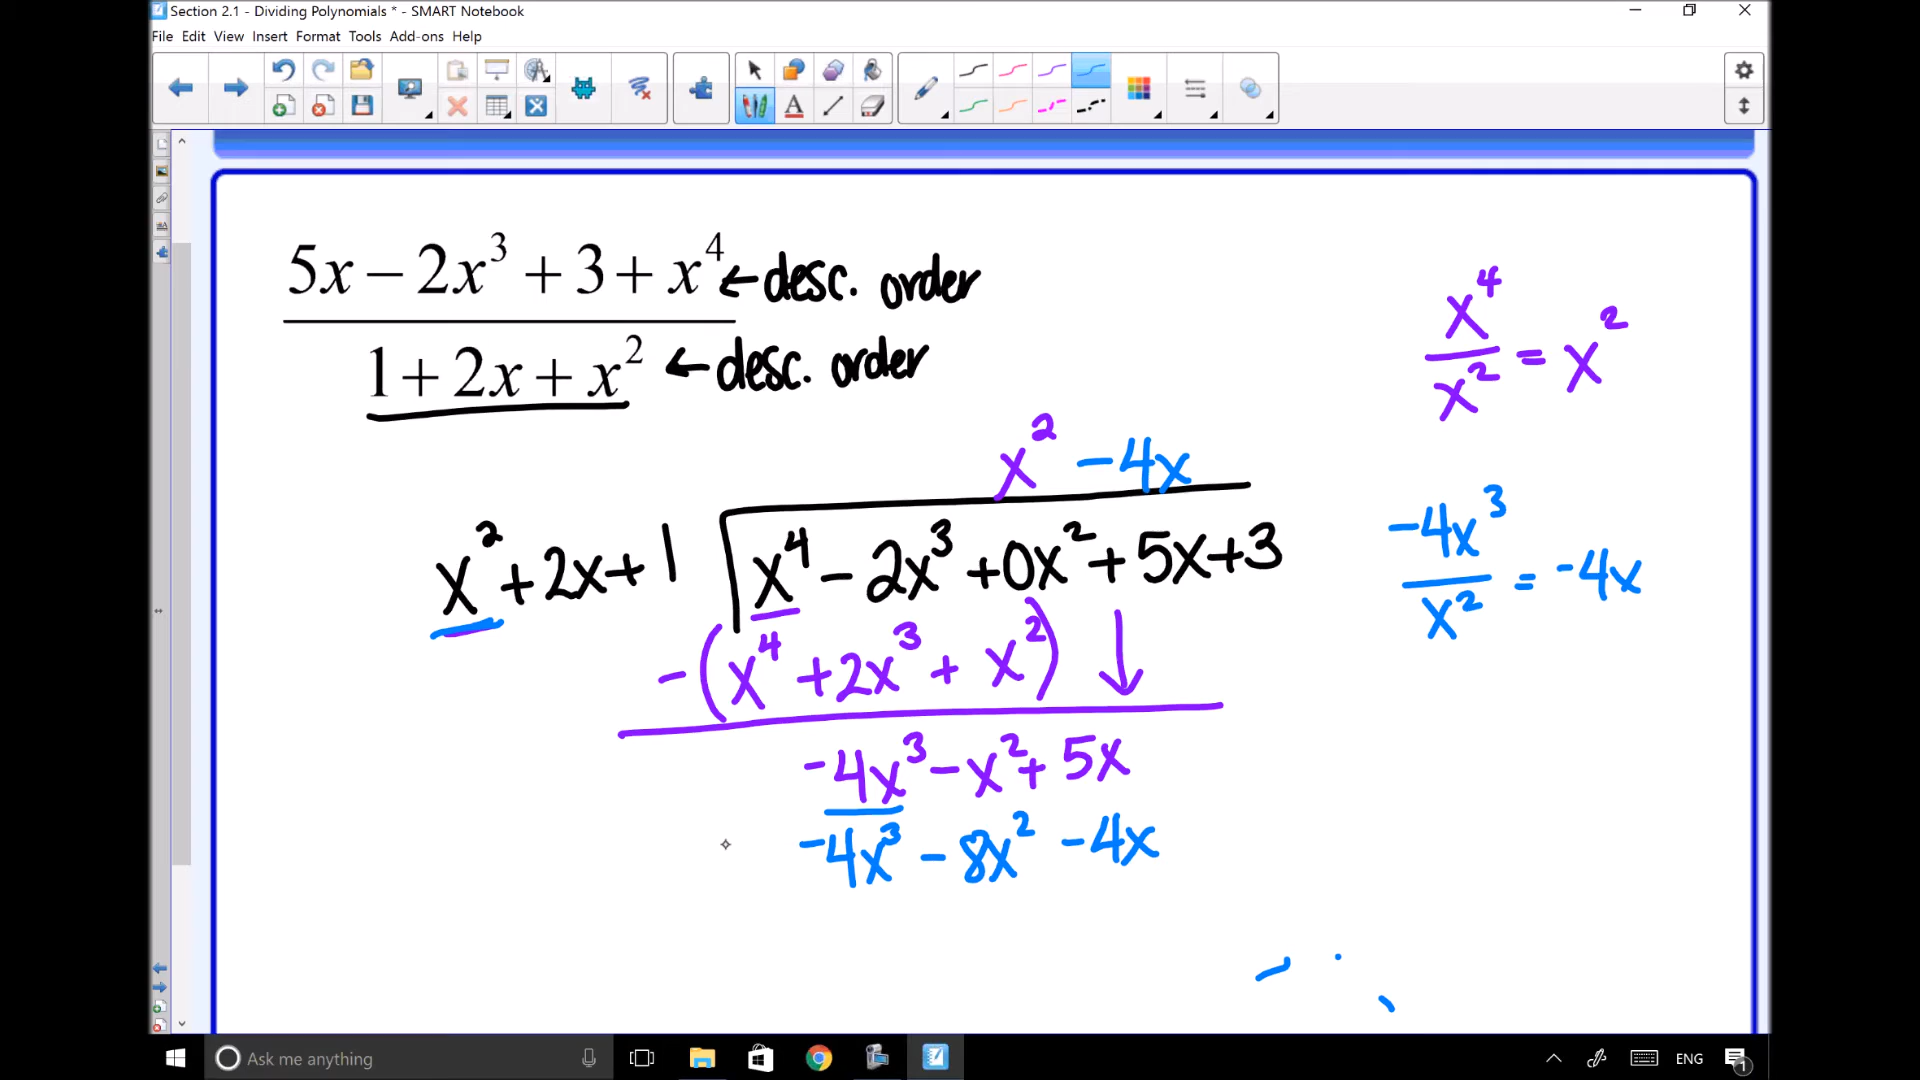 Section 2.1 - Dividing Polynomials * - SMART Notebook
File Edit View Insert Format Tools Add-ons Help
5x − 2x³ + 3 + x⁴ ← desc. order
1 + 2x + x² ← desc. order
x⁴
x² = x²
x² -4x
x² + 2x + 1 x⁴ - 2x³ + 0x² + 5x + 3
-4x³
x² = -4x
-(x⁴ + 2x³ + x²) ↓
-4x³ - x² + 5x
-4x³ - 8x² - 4x
Ask me anything
ENG
1